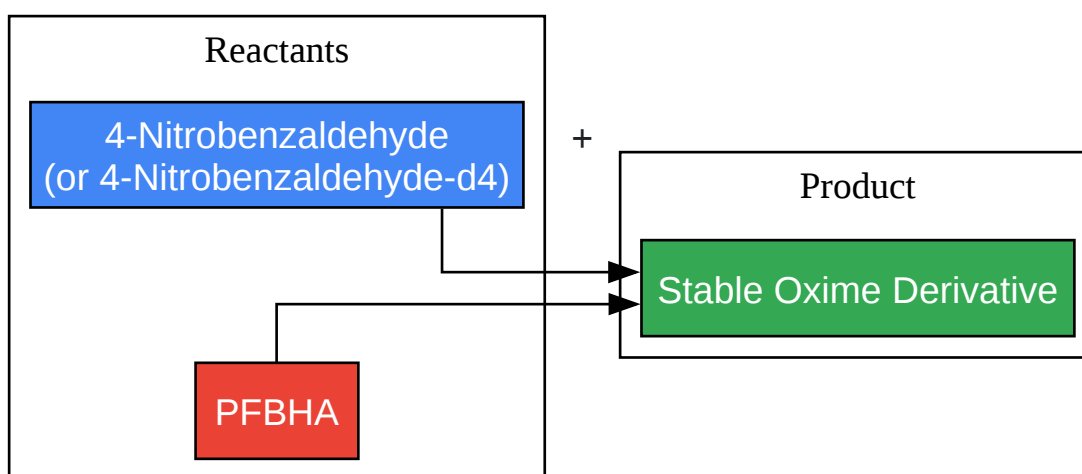 Reactants
4-Nitrobenzaldehyde
(or 4-Nitrobenzaldehyde-d4)
+
Product
Stable Oxime Derivative
PFBHA